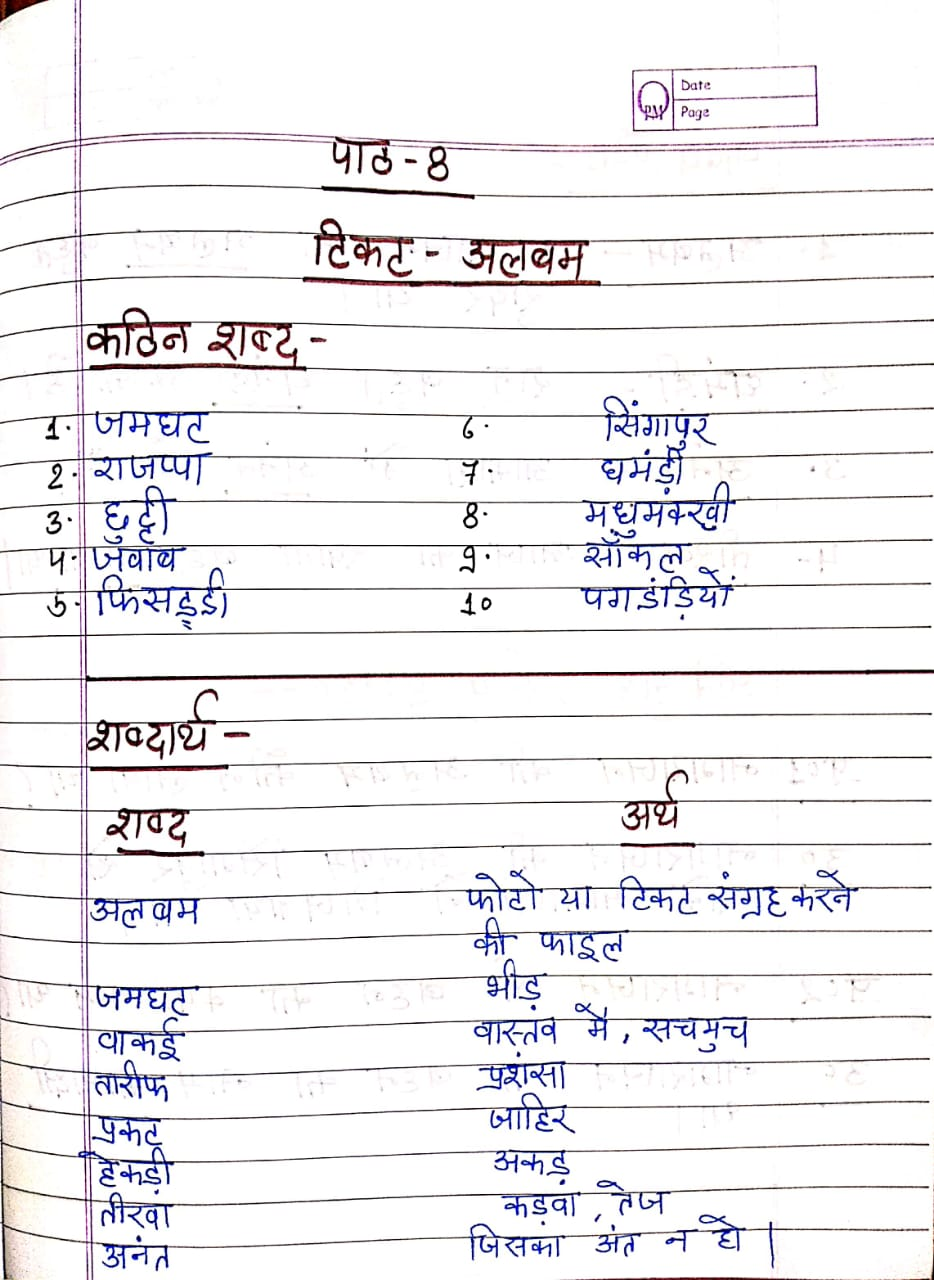 Date
Page
पाठ - 8
टिकट - अलबम
कठिन शब्द -
1. जमघट 6. सिंगापुर
2. राजप्पा 7. घमंड़ी
3. छुट्टी 8. मधुमक्खी
4. जवाब 9. साँकल
5. फिसड्डी 10 पगडंड़ियों
शब्दार्थ -
शब्द अर्थ
अलबम फोटो या टिकट संग्रह करने
की फाइल
जमघट भीड़
वाकई वास्तव मे, सचमुच
तारीफ प्रशंसा
प्रकट जाहिर
हेकड़ी अकड़
तीखा कड़वा, तेज
अनंत जिसका अंत न हो।